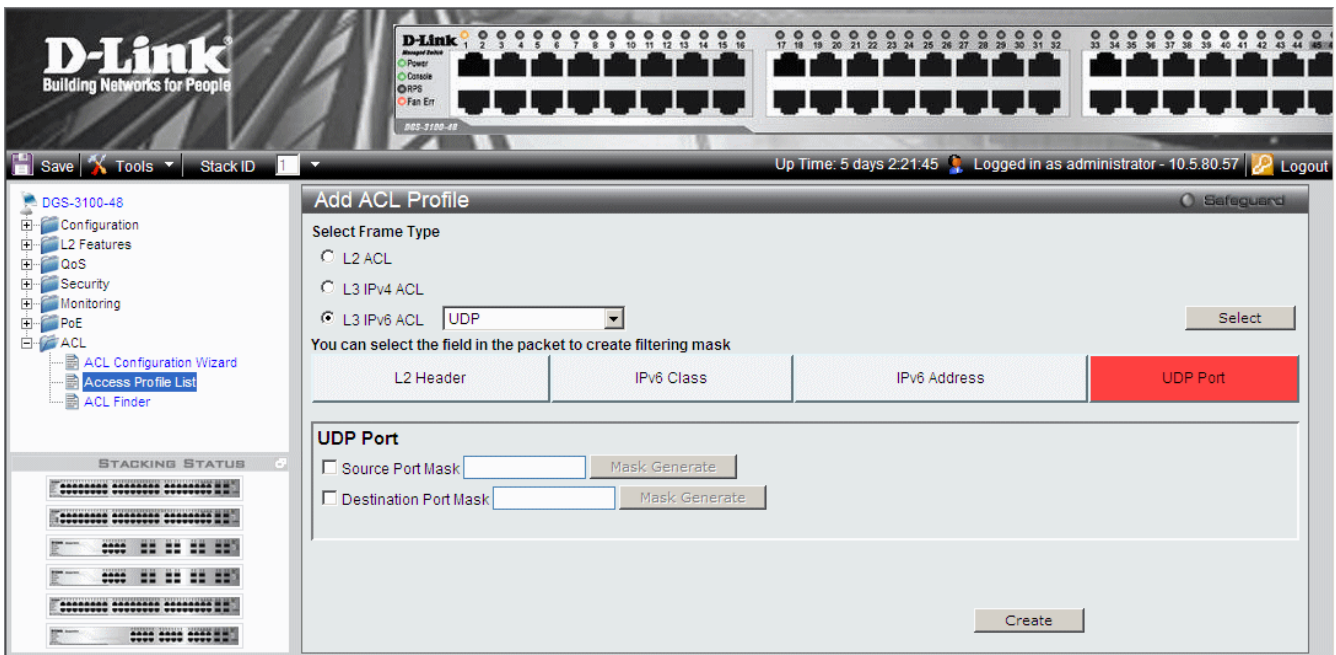 D-Link
Building Networks for People
D-Link
Managed Switch
Power
Console
RPS
Fan Err
DGS-3100-48
1 2 3 4 5 6 7 8 9 10 11 12 13 14 15 16
17 18 19 20 21 22 23 24 25 26 27 28 29 30 31 32
33 34 35 36 37 38 39 40 41 42 43 44 45
Save Tools Stack ID 1
Up Time: 5 days 2:21:45 Logged in as administrator - 10.5.80.57 Logout
DGS-3100-48
Configuration
L2 Features
QoS
Security
Monitoring
PoE
ACL
ACL Configuration Wizard
Access Profile List
ACL Finder
STACKING STATUS
Add ACL Profile
Safeguard
Select Frame Type
L2 ACL
L3 IPv4 ACL
L3 IPv6 ACL UDP Select
You can select the field in the packet to create filtering mask
L2 Header IPv6 Class IPv6 Address UDP Port
UDP Port
Source Port Mask Mask Generate
Destination Port Mask Mask Generate
Create